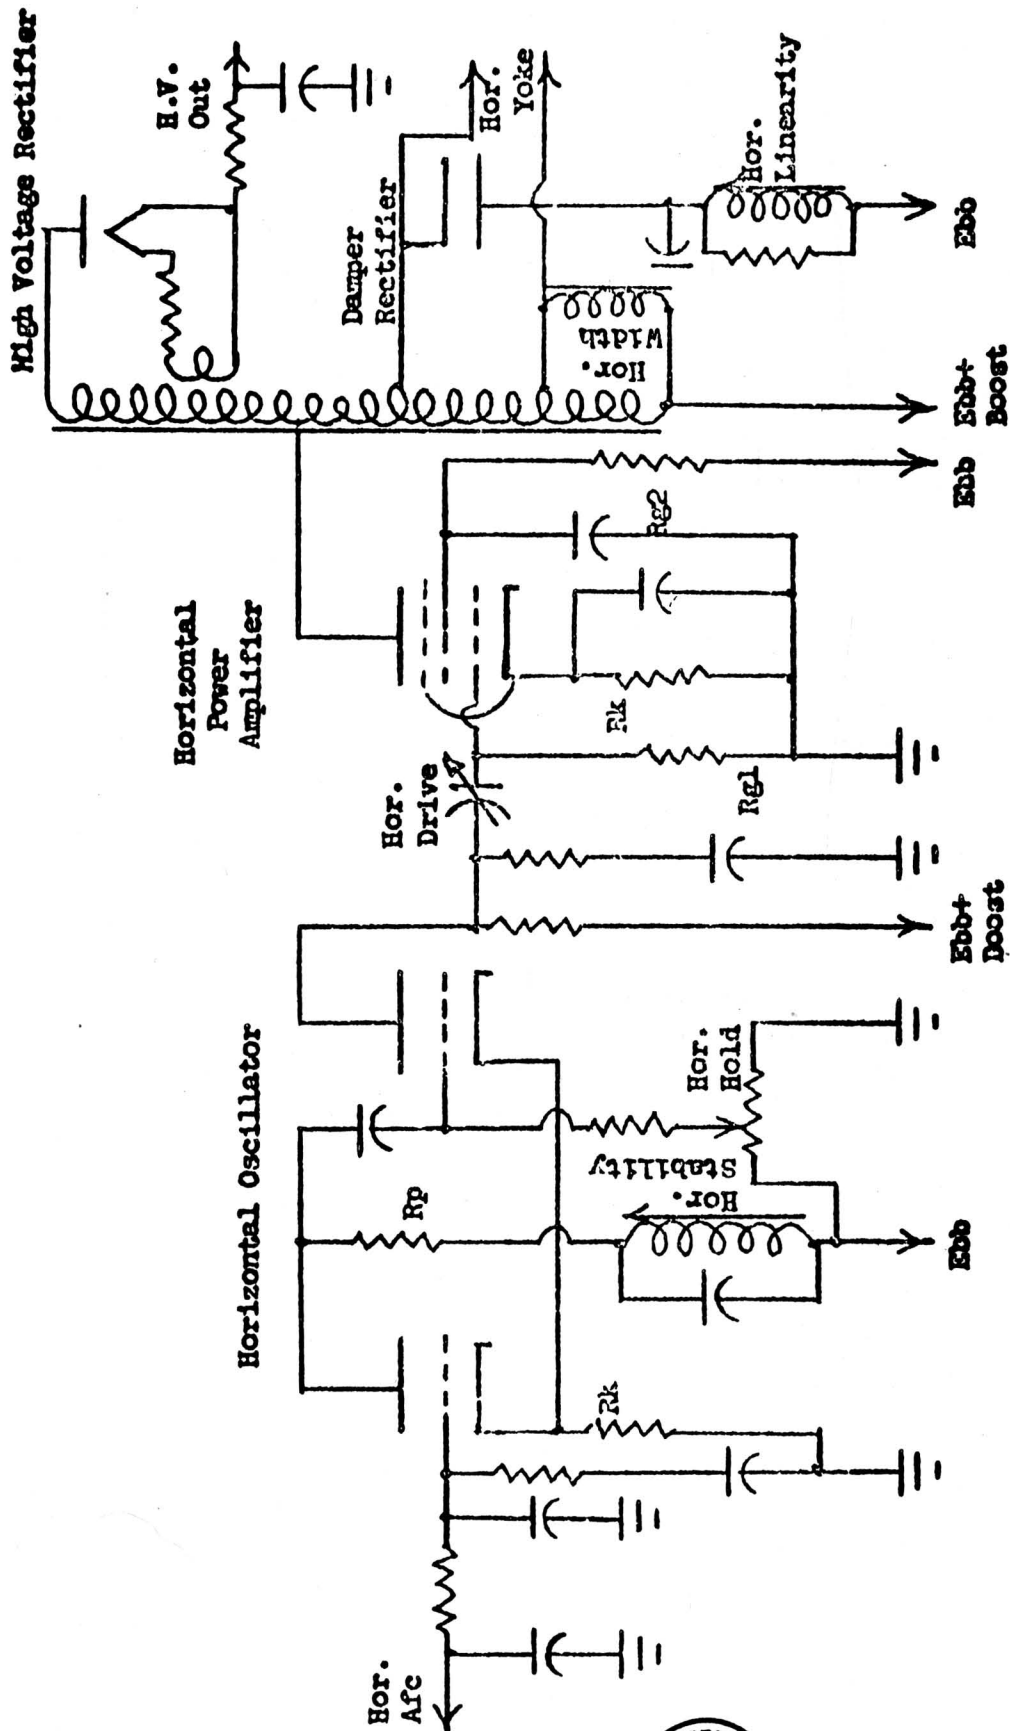 High Voltage Rectifier
H.V.
Out
Damper
Rectifier
Hor.
Yoke
Hor.
Width
Hor.
Linearity
Ebb
Ebb+
Boost
Ebb
Horizontal
Power
Amplifier
Hor.
Drive
Rg2
Rk
Rg1
Ebb+
Boost
Horizontal Oscillator
Hor.
Hold
Hor.
Stability
Rp
Ebb
Rk
Hor.
Afc